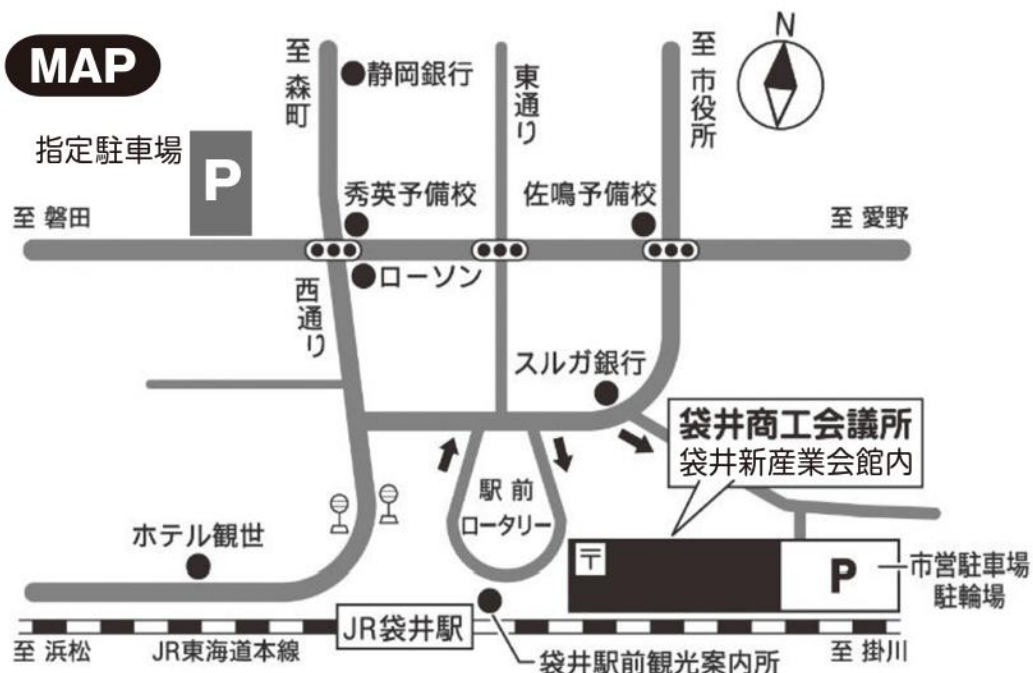 MAP
N
至 森町
静岡銀行
東通り
至 市役所
指定駐車場
P
秀英予備校
佐鳴予備校
至 磐田
至 愛野
ローソン
西通り
スルガ銀行
袋井商工会議所
袋井新産業会館内
駅前
ロータリー
ホテル観世
〒
P
市営駐車場
駐輪場
JR袋井駅
至 浜松
JR東海道本線
袋井駅前観光案内所
至 掛川